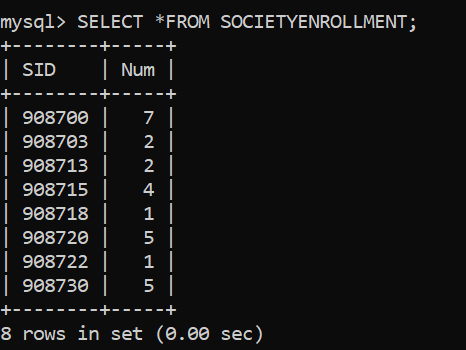 mysql> SELECT *FROM SOCIETYENROLLMENT;
+--------+-----+
| SID    | Num |
+--------+-----+
| 908700 |   7 |
| 908703 |   2 |
| 908713 |   2 |
| 908715 |   4 |
| 908718 |   1 |
| 908720 |   5 |
| 908722 |   1 |
| 908730 |   5 |
+--------+-----+
8 rows in set (0.00 sec)